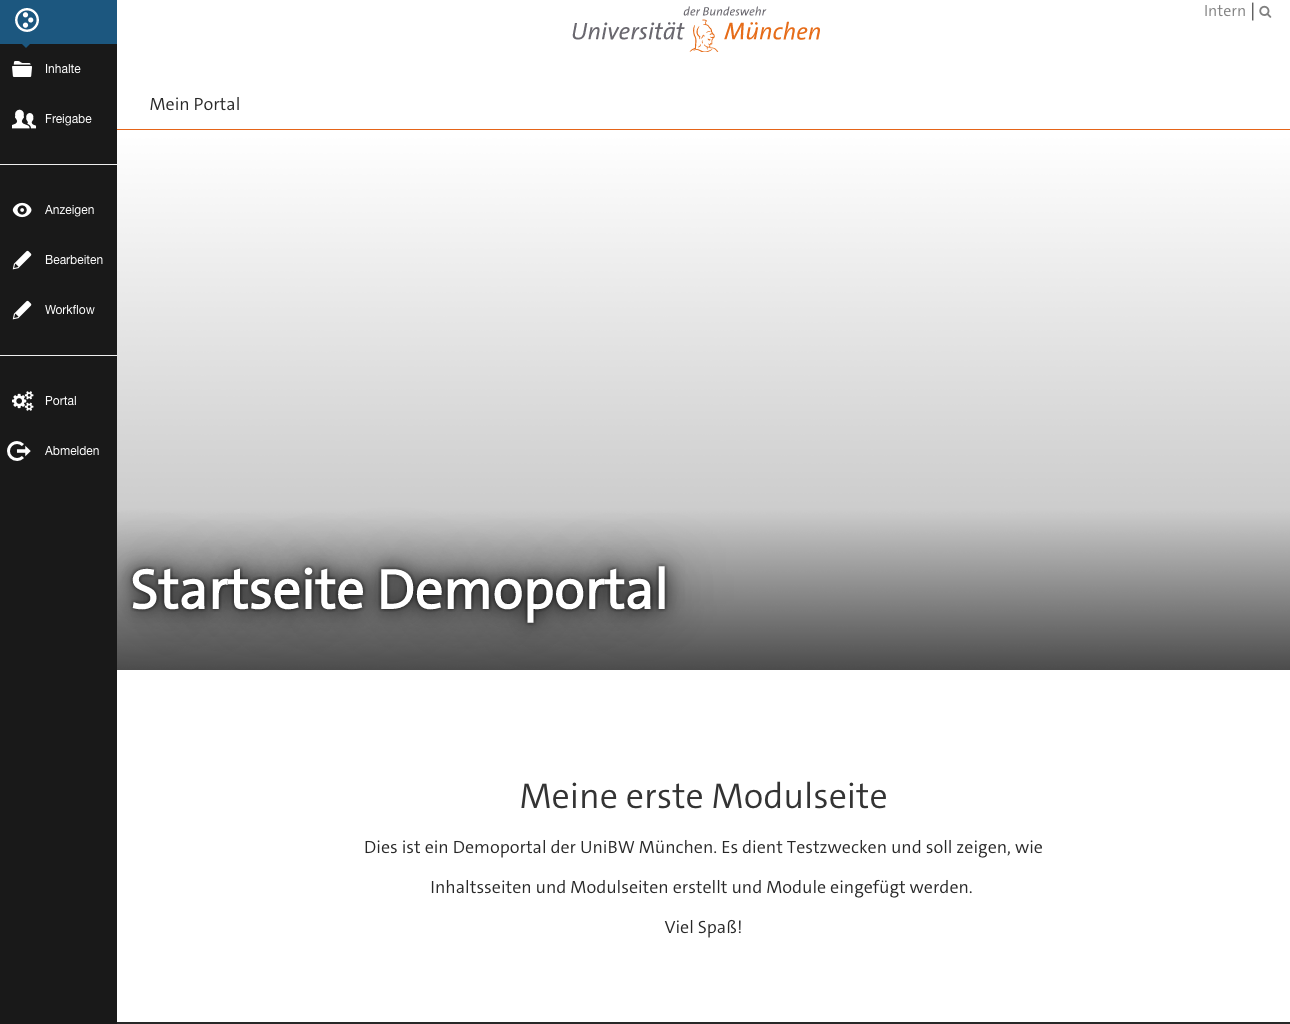 Inhalte
Freigabe
Anzeigen
Bearbeiten
Workflow
Portal
Abmelden
der Bundeswehr
Universität München
Intern |
Mein Portal
Startseite Demoportal
Meine erste Modulseite
Dies ist ein Demoportal der UniBW München. Es dient Testzwecken und soll zeigen, wie
Inhaltsseiten und Modulseiten erstellt und Module eingefügt werden.
Viel Spaß!